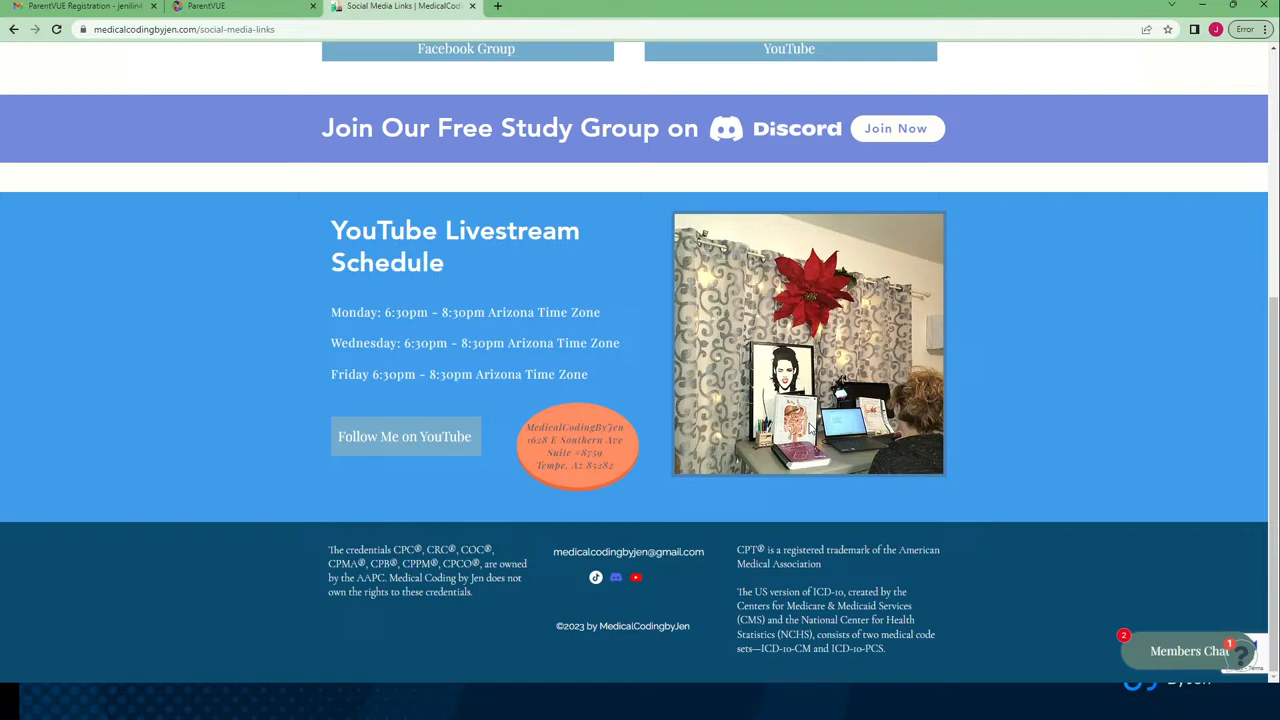 ParentVUE Registration - jenilin
ParentVUE
Social Media Links | MedicalCod
medicalcodingbyjen.com/social-media-links
J
Error
Facebook Group
YouTube
Join Our Free Study Group on Discord
Join Now
YouTube Livestream
Schedule
Monday: 6:30pm - 8:30pm Arizona Time Zone
Wednesday: 6:30pm - 8:30pm Arizona Time Zone
Friday 6:30pm - 8:30pm Arizona Time Zone
Follow Me on YouTube
MedicalCodingByJen
1628 E Southern Ave
Suite #8759
Tempe, Az 85282
The credentials CPC®, CRC®, COC®,
CPMA®, CPB®, CPPM®, CPCO®, are owned
by the AAPC. Medical Coding by Jen does not
own the rights to these credentials.
medicalcodingbyjen@gmail.com
©2023 by MedicalCodingbyJen
CPT® is a registered trademark of the American
Medical Association
The US version of ICD-10, created by the
Centers for Medicare & Medicaid Services
(CMS) and the National Center for Health
Statistics (NCHS), consists of two medical code
sets—ICD-10-CM and ICD-10-PCS.
2
Members Chat
1
?
Terms
ByJen